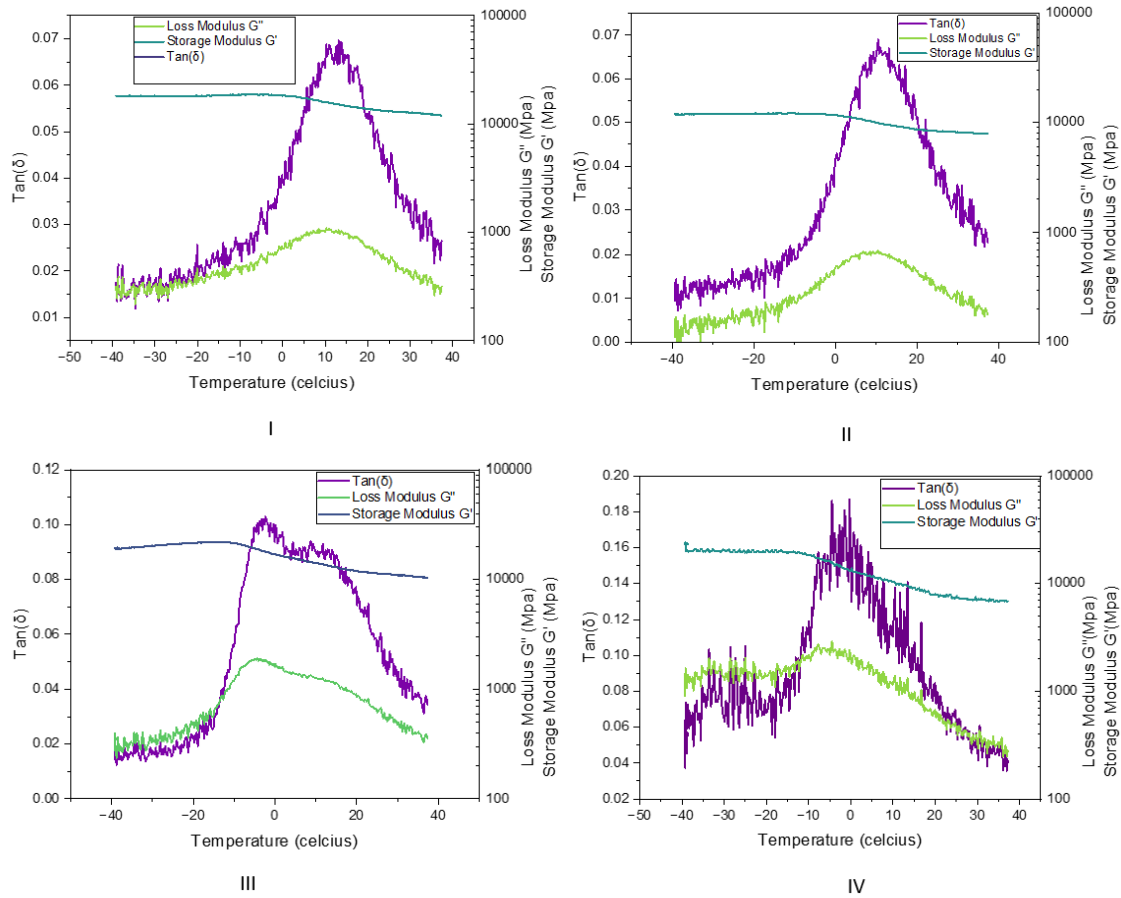 Loss Modulus G"
Storage Modulus G'
Tan(δ)
0.07
0.06
0.05
0.04
0.03
0.02
0.01
Tan(δ)
100000
10000
1000
100
Loss Modulus G" (Mpa)
Storage Modulus G' (Mpa)
−50 −40 −30 −20 −10 0 10 20 30 40
Temperature (celcius)
I
Tan(δ)
Loss Modulus G"
Storage Modulus G'
0.07
0.06
0.05
0.04
0.03
0.02
0.01
0.00
Tan(δ)
100000
10000
1000
100
Loss Modulus G" (Mpa)
Storage Modulus G' (Mpa)
−40 −20 0 20 40
Temperature (celcius)
II
Tan(δ)
Loss Modulus G"
Storage Modulus G'
0.12
0.10
0.08
0.06
0.04
0.02
0.00
Tan(δ)
100000
10000
1000
100
Loss Modulus G" (Mpa)
Storage Modulus G' (Mpa)
−40 −20 0 20 40
Temperature (celcius)
III
Tan(δ)
Loss Modulus G"
Storage Modulus G'
0.20
0.18
0.16
0.14
0.12
0.10
0.08
0.06
0.04
0.02
Tan(δ)
100000
10000
1000
100
Loss Modulus G'(Mpa)
Storage Modulus G'(Mpa)
−40 −30 −20 −10 0 10 20 30 40
Temperature (celcius)
IV